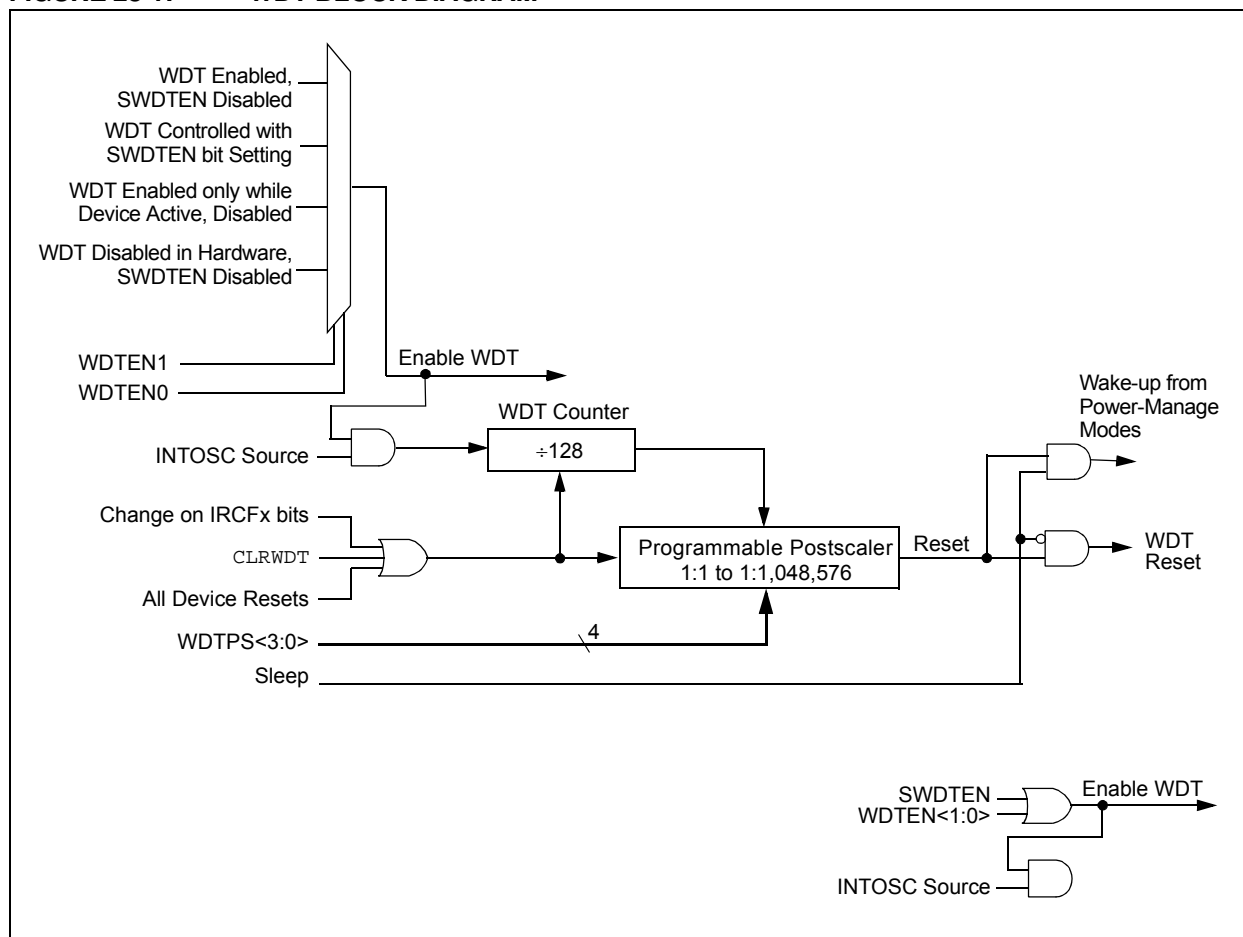 WDT Enabled,
SWDTEN Disabled
WDT Controlled with
SWDTEN bit Setting
WDT Enabled only while
Device Active, Disabled
WDT Disabled in Hardware,
SWDTEN Disabled
WDTEN1
WDTEN0
Enable WDT
WDT Counter
INTOSC Source
÷128
Wake-up from
Power-Manage
Modes
Change on IRCFx bits
CLRWDT
All Device Resets
Programmable Postscaler
1:1 to 1:1,048,576
Reset
WDT
Reset
WDTPS<3:0>
4
Sleep
SWDTEN
WDTEN<1:0>
Enable WDT
INTOSC Source